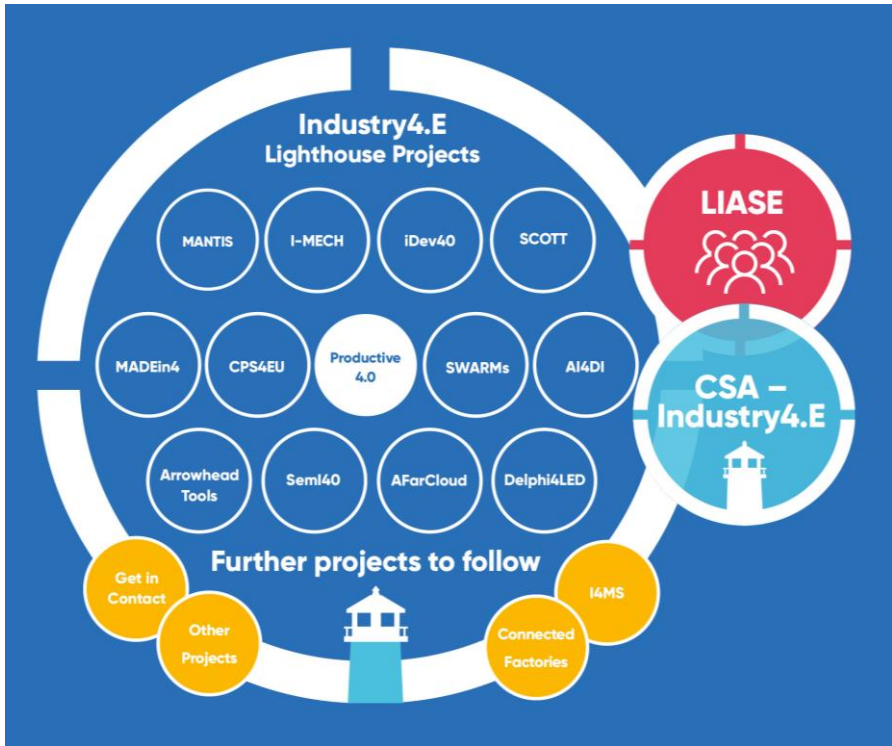 Industry4.E
Lighthouse Projects
LIASE
MANTIS
I-MECH
iDev40
SCOTT
MADEin4
CPS4EU
Productive
4.0
SWARMs
AI4DI
CSA –
Industry4.E
Arrowhead
Tools
SemI40
AFarCloud
Delphi4LED
Further projects to follow
Get in
Contact
Other
Projects
Connected
Factories
I4MS